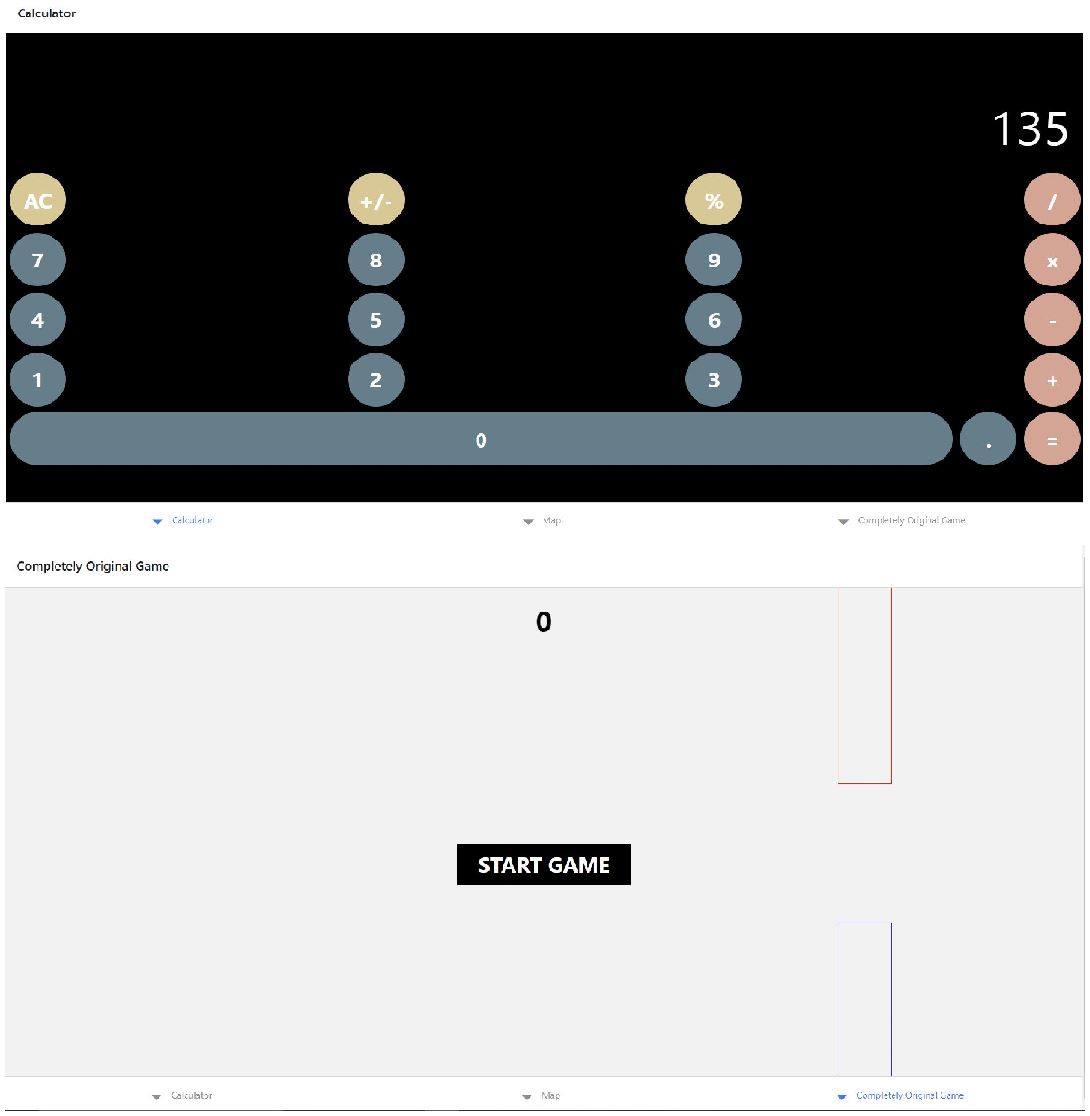 Calculator
135
AC +/- % /
7 8 9 x
4 5 6 -
1 2 3 +
0 . =
Calculator Map Completely Original Game
Completely Original Game
0
START GAME
Calculator Map Completely Original Game